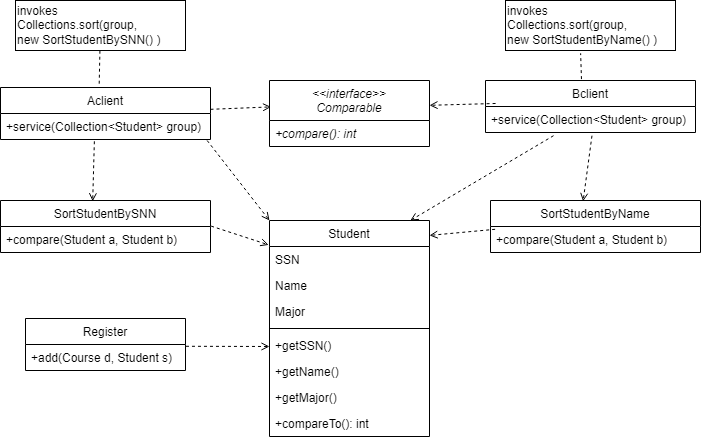 invokes
Collections.sort(group,
new SortStudentBySNN() )
invokes
Collections.sort(group,
new SortStudentByName() )
Aclient
+service(Collection<Student> group)
<<interface>>
Comparable
+compare(): int
Bclient
+service(Collection<Student> group)
SortStudentBySNN
+compare(Student a, Student b)
SortStudentByName
+compare(Student a, Student b)
Student
SSN
Name
Major
+getSSN()
+getName()
+getMajor()
+compareTo(): int
Register
+add(Course d, Student s)